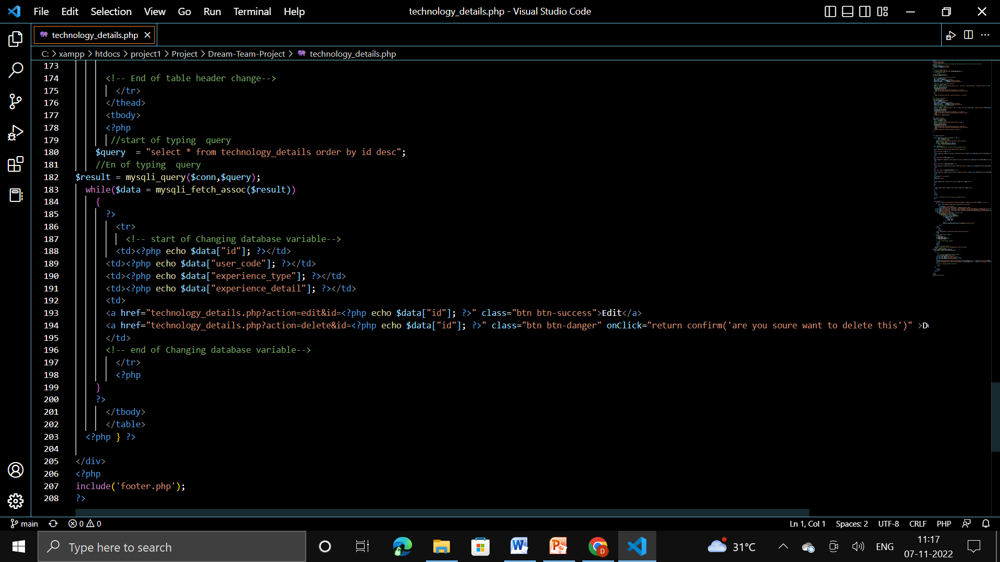 File Edit Selection View Go Run Terminal Help
technology_details.php - Visual Studio Code
technology_details.php
C: > xampp > htdocs > project1 > Project > Dream-Team-Project > technology_details.php
173
174 <!-- End of table header change-->
175 </tr>
176 </thead>
177 <tbody>
178 <?php
179 //start of typing  query
180 $query  = "select * from technology_details order by id desc";
181 //En of typing  query
182 $result = mysqli_query($conn,$query);
183 while($data = mysqli_fetch_assoc($result))
184 {
185 ?>
186 <tr>
187 <!-- start of Changing database variable-->
188 <td><?php echo $data["id"]; ?></td>
189 <td><?php echo $data["user_code"]; ?></td>
190 <td><?php echo $data["experience_type"]; ?></td>
191 <td><?php echo $data["experience_detail"]; ?></td>
192 <td>
193 <a href="technology_details.php?action=edit&id=<?php echo $data["id"]; ?>" class="btn btn-success">Edit</a>
194 <a href="technology_details.php?action=delete&id=<?php echo $data["id"]; ?>" class="btn btn-danger" onClick="return confirm('are you soure want to delete this')" >
195 </td>
196 <!-- end of Changing database variable-->
197 </tr>
198 <?php
199 }
200 ?>
201 </tbody>
202 </table>
203 <?php } ?>
204
205 </div>
206 <?php
207 include('footer.php');
208 ?>
main 0 0 Ln 1, Col 1 Spaces: 2 UTF-8 CRLF PHP
Type here to search
31°C ENG
11:17
07-11-2022